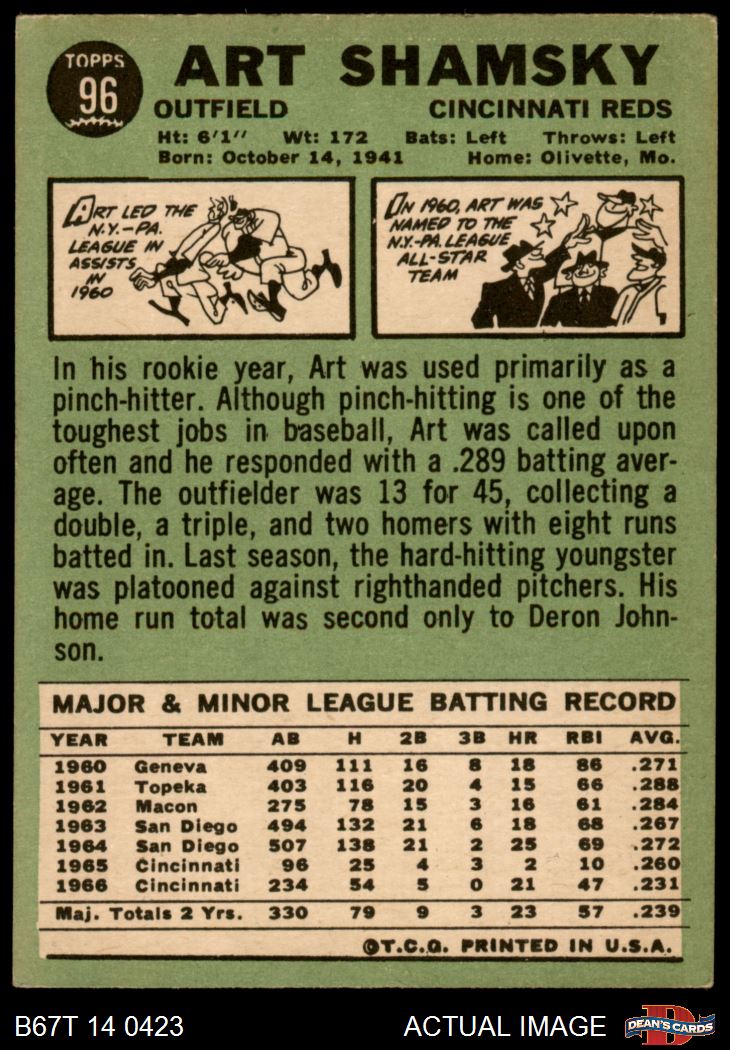 TOPPS
96
ART SHAMSKY
OUTFIELD CINCINNATI REDS
Ht: 6'1" Wt: 172 Bats: Left Throws: Left
Born: October 14, 1941 Home: Olivette, Mo.
ART LED THE
N.Y.-PA.
LEAGUE IN
ASSISTS
IN
1960
IN 1960, ART WAS
NAMED TO THE
N.Y.-PA. LEAGUE
ALL-STAR
TEAM
In his rookie year, Art was used primarily as a
pinch-hitter. Although pinch-hitting is one of the
toughest jobs in baseball, Art was called upon
often and he responded with a .289 batting aver-
age. The outfielder was 13 for 45, collecting a
double, a triple, and two homers with eight runs
batted in. Last season, the hard-hitting youngster
was platooned against righthanded pitchers. His
home run total was second only to Deron John-
son.
MAJOR & MINOR LEAGUE BATTING RECORD
YEAR TEAM AB H 2B 3B HR RBI AVG.
1960 Geneva 409 111 16 8 18 86 .271
1961 Topeka 403 116 20 4 15 66 .288
1962 Macon 275 78 15 3 16 61 .284
1963 San Diego 494 132 21 6 18 68 .267
1964 San Diego 507 138 21 2 25 69 .272
1965 Cincinnati 96 25 4 3 2 10 .260
1966 Cincinnati 234 54 5 0 21 47 .231
Maj. Totals 2 Yrs. 330 79 9 3 23 57 .239
©T.C.G. PRINTED IN U.S.A.
B67T 14 0423 ACTUAL IMAGE D DEAN'S CARDS